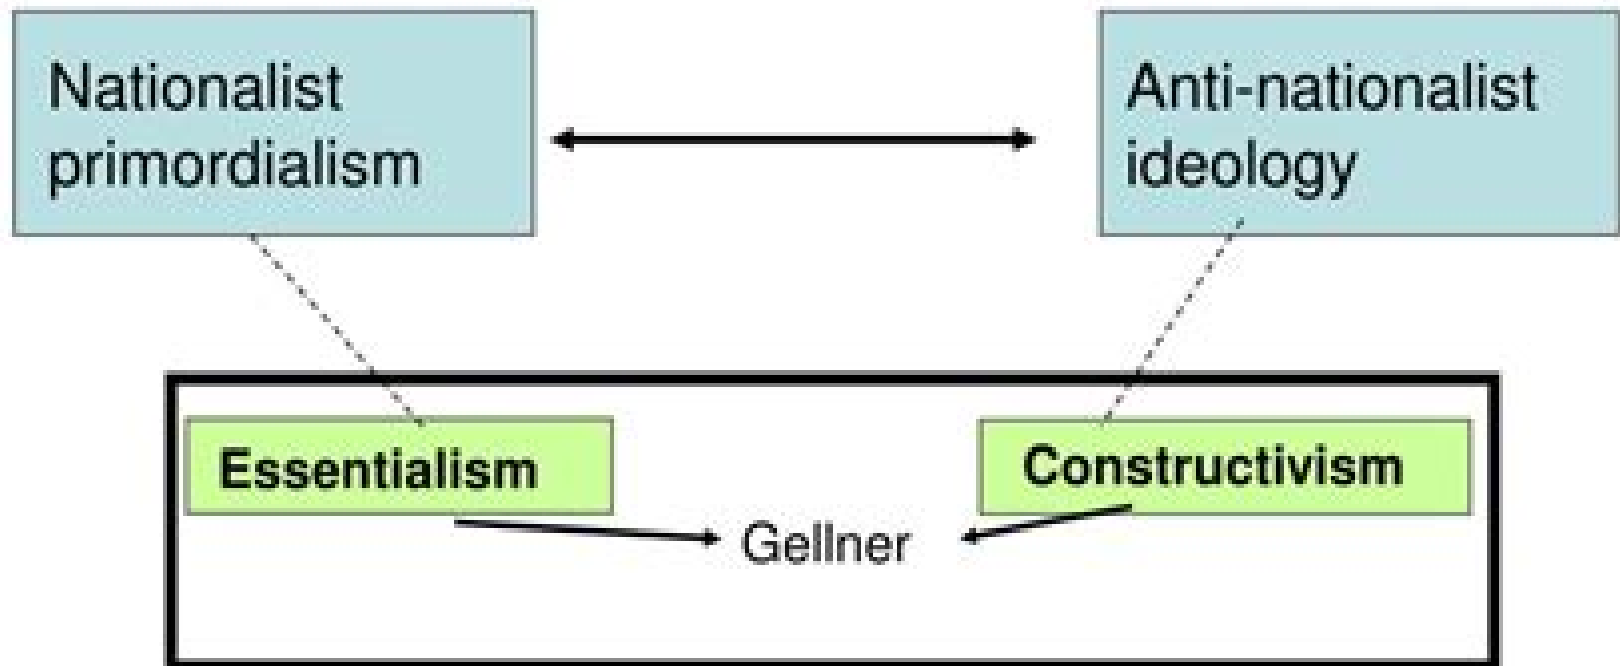 Nationalist
primordialism
Anti-nationalist
ideology
Essentialism
Constructivism
Gellner